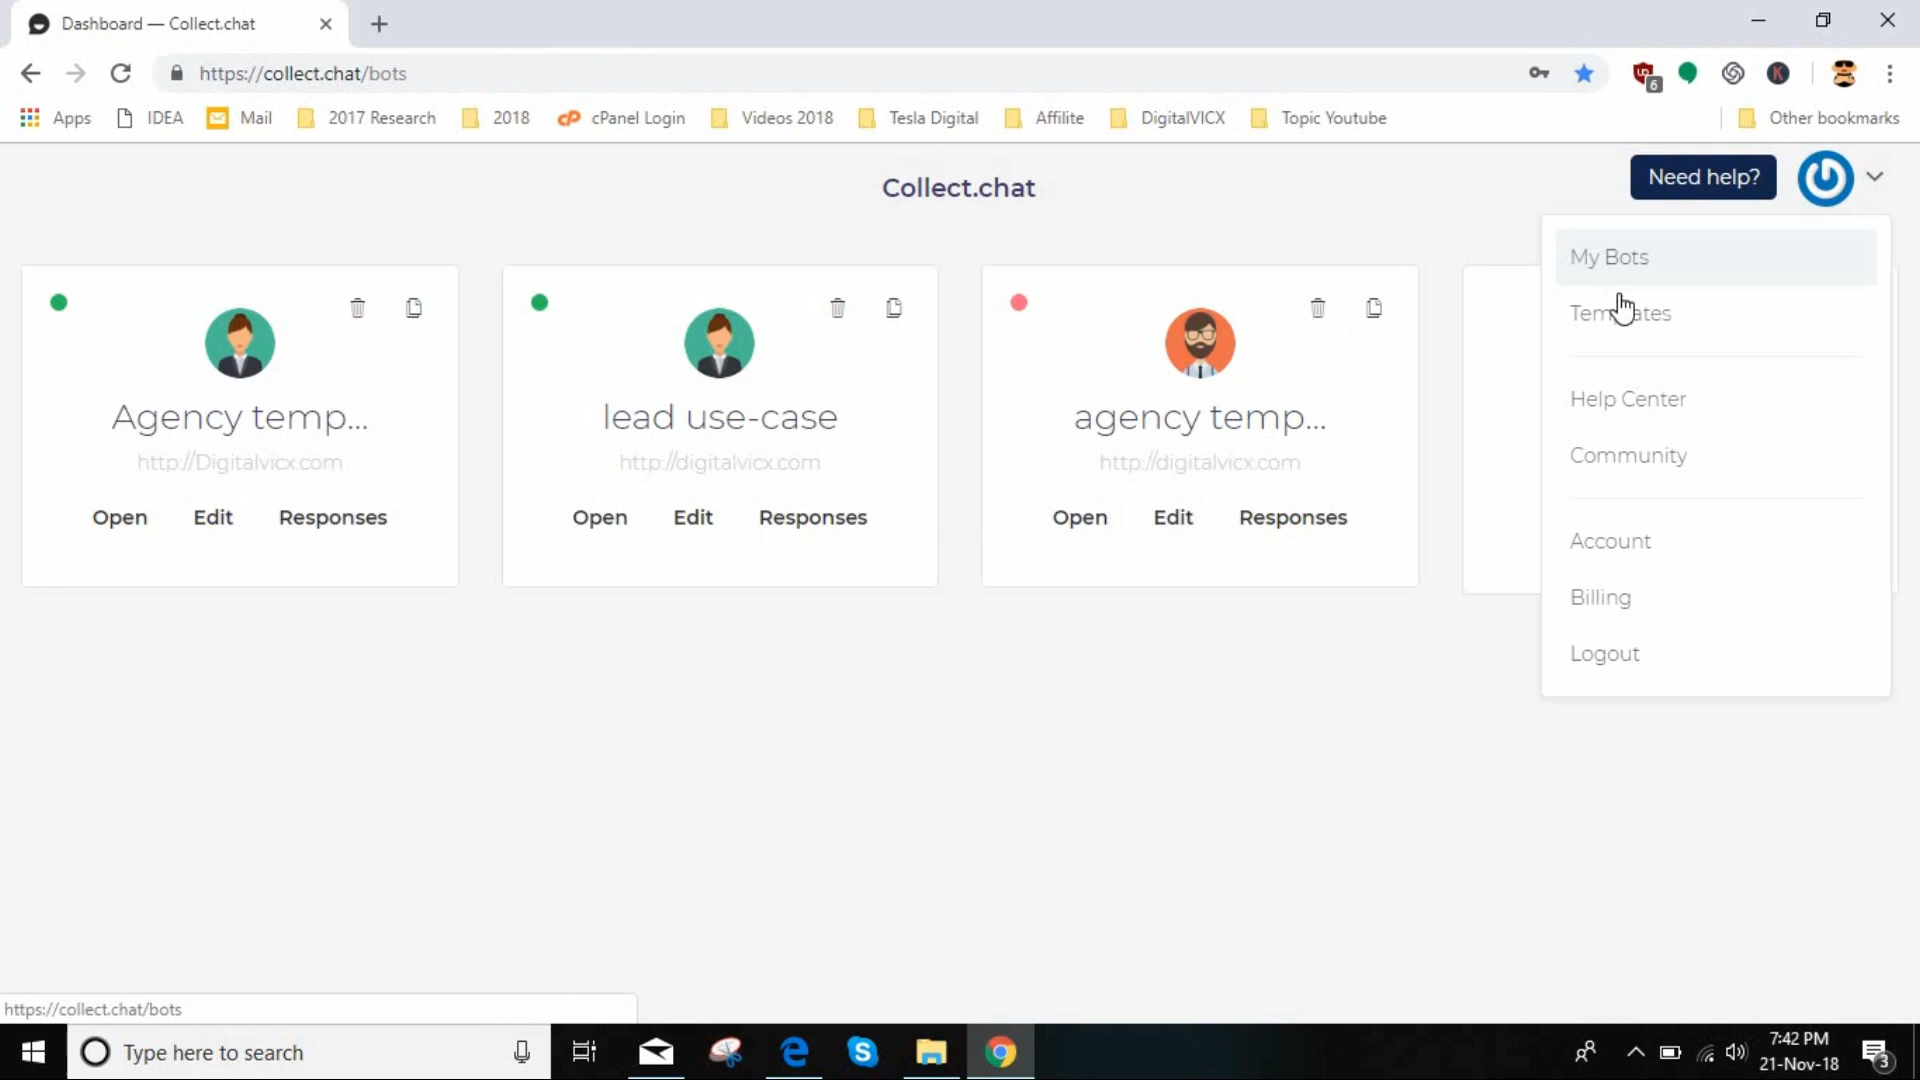 Dashboard — Collect.chat
https://collect.chat/bots
6
K
Apps IDEA Mail 2017 Research 2018 cP cPanel Login Videos 2018 Tesla Digital Affilite DigitalVICX Topic Youtube Other bookmarks
Collect.chat
Need help?
My Bots
Templates
Help Center
Community
Account
Billing
Logout
Agency temp...
http://Digitalvicx.com
Open Edit Responses
lead use-case
http://digitalvicx.com
Open Edit Responses
agency temp...
http://digitalvicx.com
Open Edit Responses
https://collect.chat/bots
Type here to search
7:42 PM
21-Nov-18
3